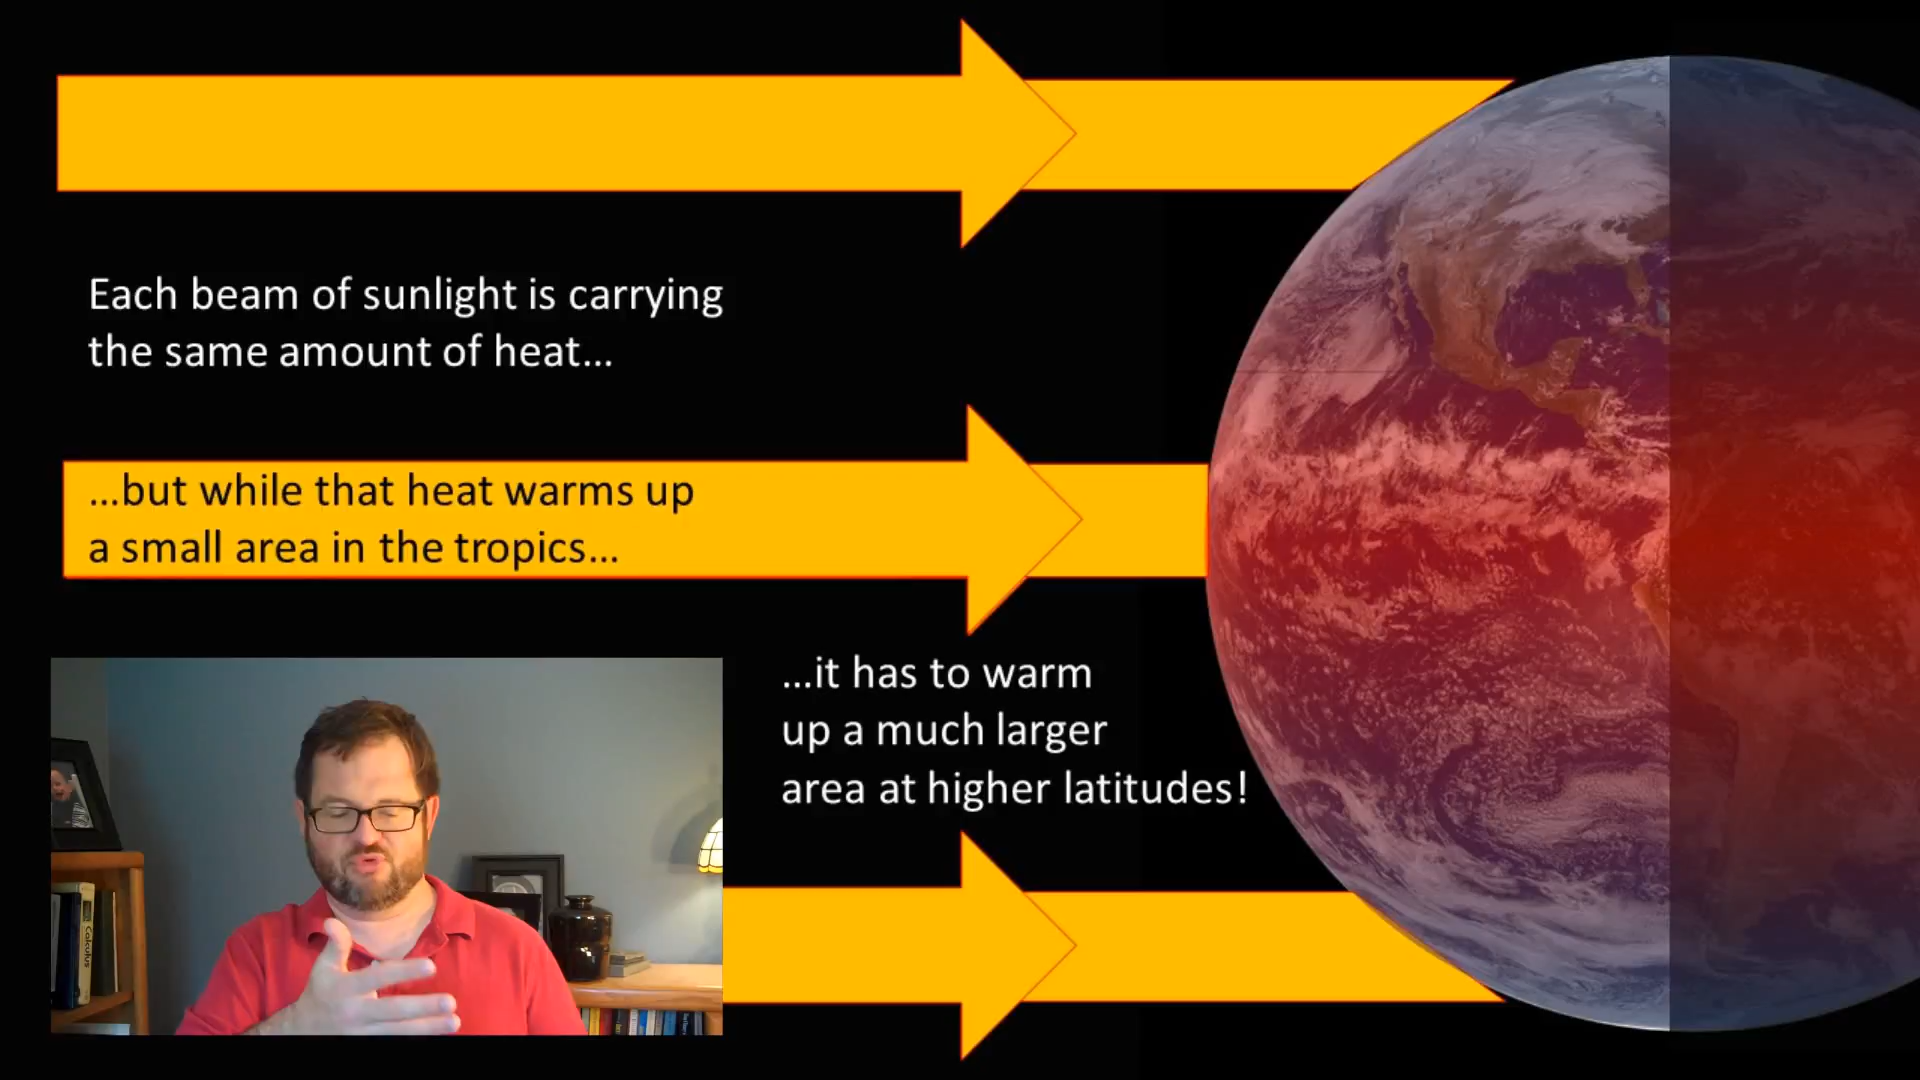 Each beam of sunlight is carrying
the same amount of heat...
...but while that heat warms up
a small area in the tropics...
...it has to warm
up a much larger
area at higher latitudes!
Calculus